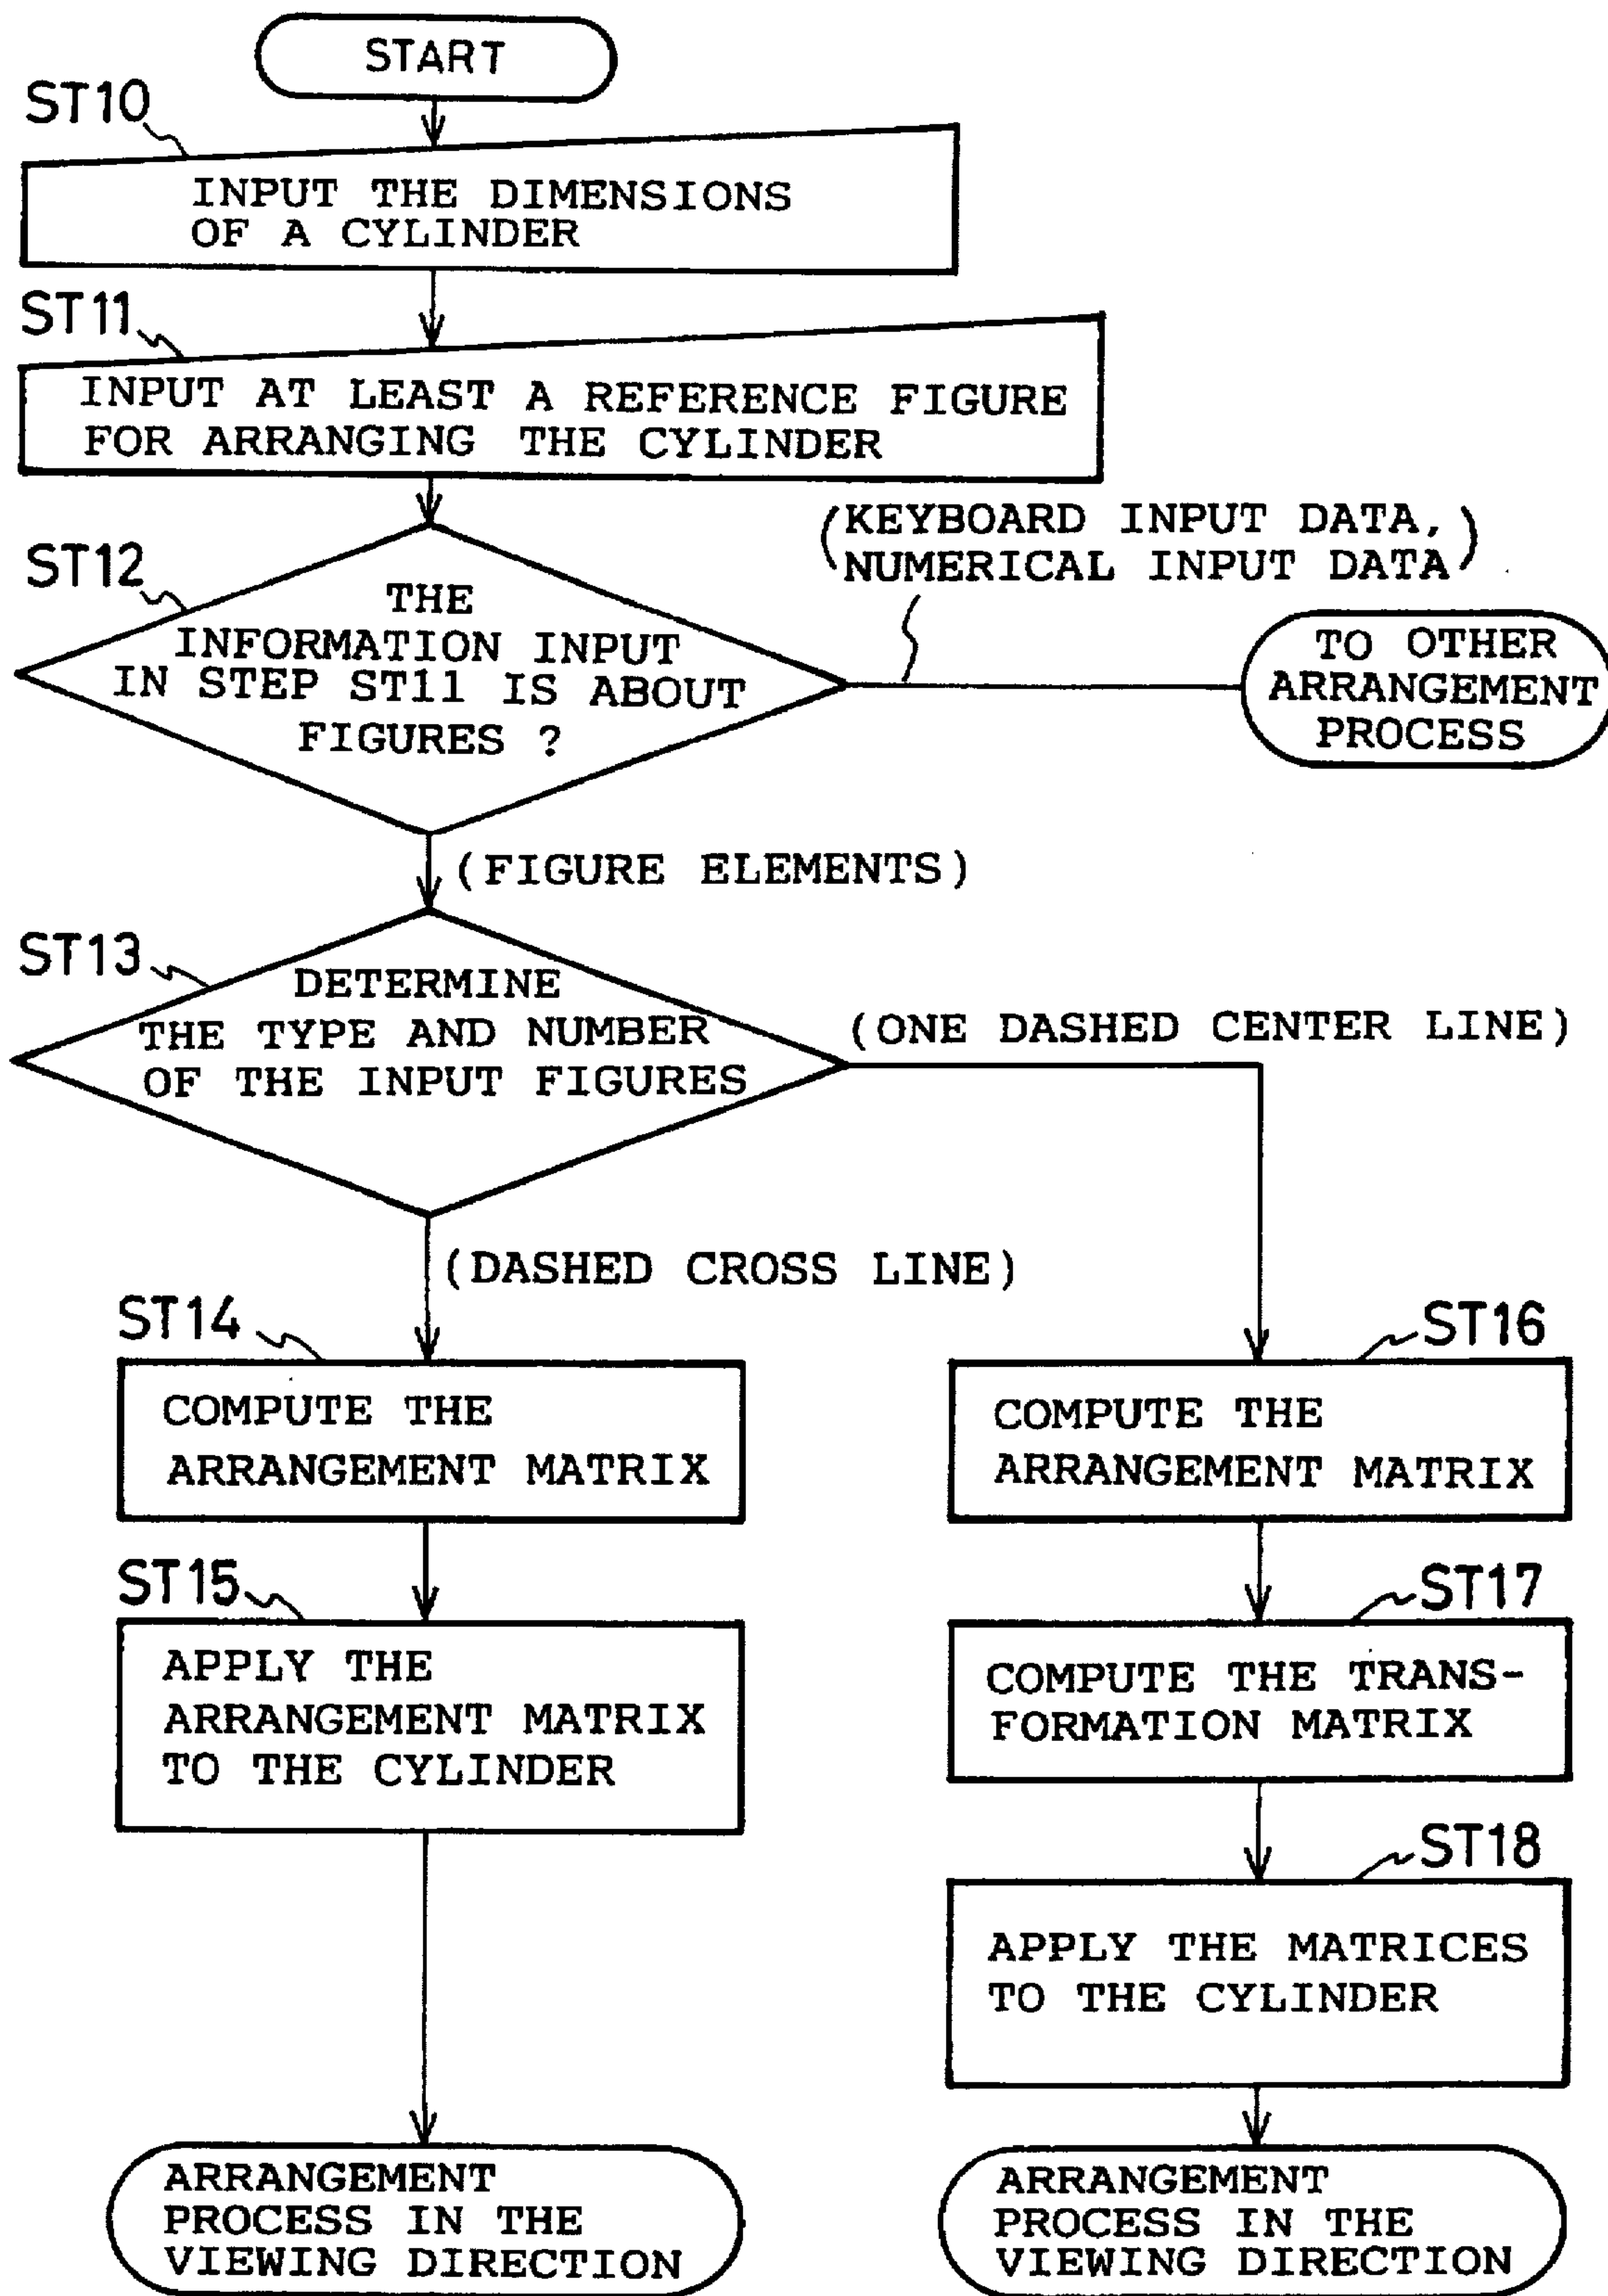 START
ST10
INPUT THE DIMENSIONS
OF A CYLINDER
ST11
INPUT AT LEAST A REFERENCE FIGURE
FOR ARRANGING THE CYLINDER
(KEYBOARD INPUT DATA,
NUMERICAL INPUT DATA)
ST12
THE
INFORMATION INPUT
IN STEP ST11 IS ABOUT
FIGURES ?
TO OTHER
ARRANGEMENT
PROCESS
(FIGURE ELEMENTS)
ST13
DETERMINE
THE TYPE AND NUMBER
OF THE INPUT FIGURES
(ONE DASHED CENTER LINE)
(DASHED CROSS LINE)
ST14
COMPUTE THE
ARRANGEMENT MATRIX
ST15
APPLY THE
ARRANGEMENT MATRIX
TO THE CYLINDER
ARRANGEMENT
PROCESS IN THE
VIEWING DIRECTION
ST16
COMPUTE THE
ARRANGEMENT MATRIX
ST17
COMPUTE THE TRANS-
FORMATION MATRIX
ST18
APPLY THE MATRICES
TO THE CYLINDER
ARRANGEMENT
PROCESS IN THE
VIEWING DIRECTION